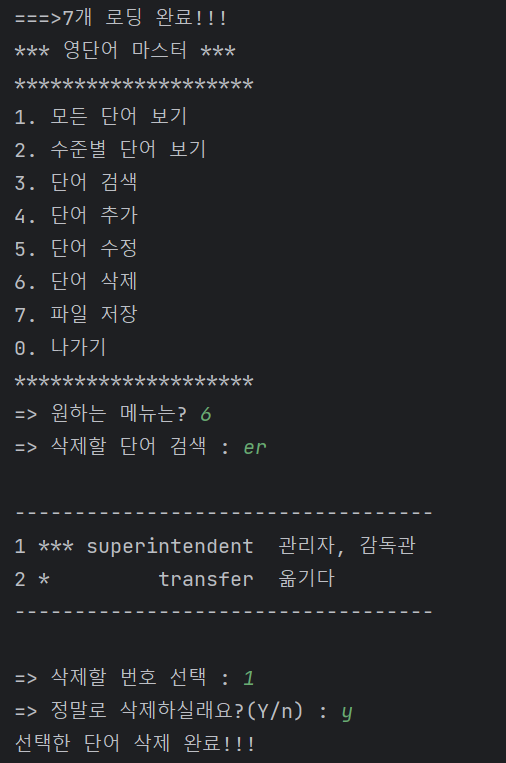 ===>7개 로딩 완료!!!
*** 영단어 마스터 ***
********************
1. 모든 단어 보기
2. 수준별 단어 보기
3. 단어 검색
4. 단어 추가
5. 단어 수정
6. 단어 삭제
7. 파일 저장
0. 나가기
********************
=> 원하는 메뉴는? 6
=> 삭제할 단어 검색 : er
-----------------------------------
1 *** superintendent  관리자, 감독관
2 *         transfer  옮기다
-----------------------------------
=> 삭제할 번호 선택 : 1
=> 정말로 삭제하실래요?(Y/n) : y
선택한 단어 삭제 완료!!!